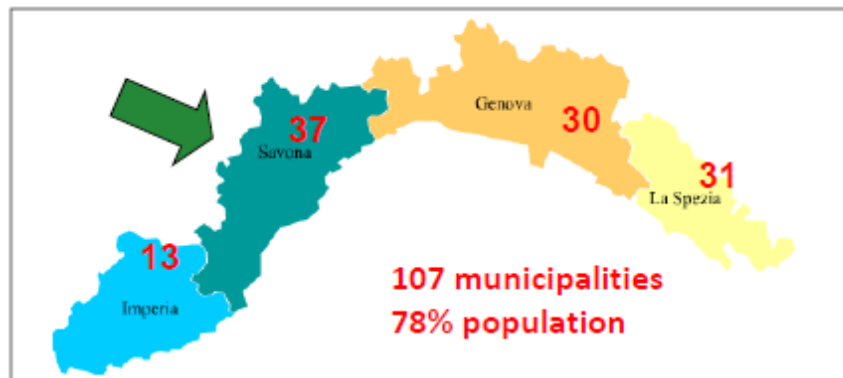 37
Savona
Genova
30
31
La Spezia
13
Imperia
107 municipalities
78% population